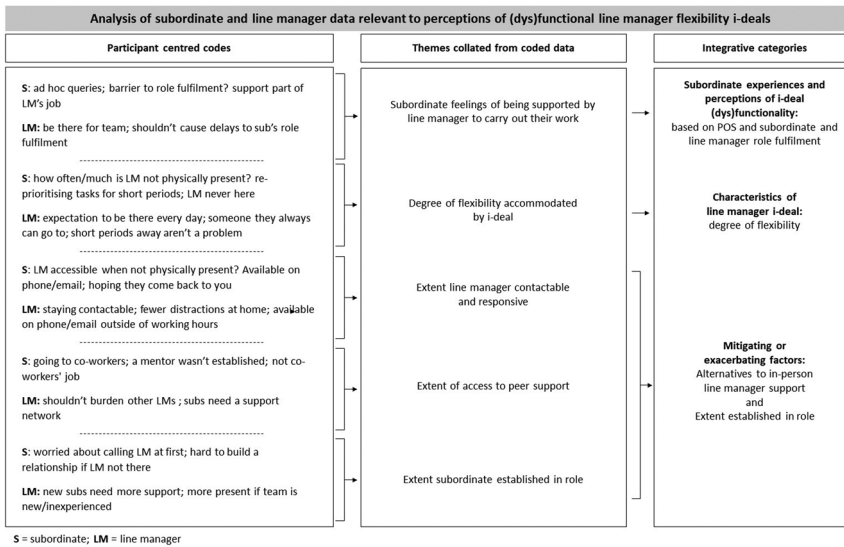 Analysis of subordinate and line manager data relevant to perceptions of (dys)functional line manager flexibility i-deals
Participant centred codes
S: ad hoc queries; barrier to role fulfilment? support part of
LM's job
LM: be there for team; shouldn't cause delays to sub's role
fulfilment
S: how often/much is LM not physically present? re-
prioritising tasks for short periods; LM never here
LM: expectation to be there every day; someone they always
can go to; short periods away aren't a problem
S: LM accessible when not physically present? Available on
phone/email; hoping they come back to you
LM: staying contactable; fewer distractions at home; available
on phone/email outside of working hours
S: going to co-workers; a mentor wasn't established; not co-
workers' job
LM: shouldn't burden other LMs ; subs need a support
network
S: worried about calling LM at first; hard to build a
relationship if LM not there
LM: new subs need more support; more present if team is
new/inexperienced
Themes collated from coded data
Subordinate feelings of being supported by
line manager to carry out their work
Degree of flexibility accommodated
by i-deal
Extent line manager contactable
and responsive
Extent of access to peer support
Extent subordinate established in role
Integrative categories
Subordinate experiences and
perceptions of i-deal
(dys)functionality:
based on POS and subordinate and
line manager role fulfilment
Characteristics of
line manager i-deal:
degree of flexibility
Mitigating or
exacerbating factors:
Alternatives to in-person
line manager support
and
Extent established in role
S = subordinate; LM = line manager